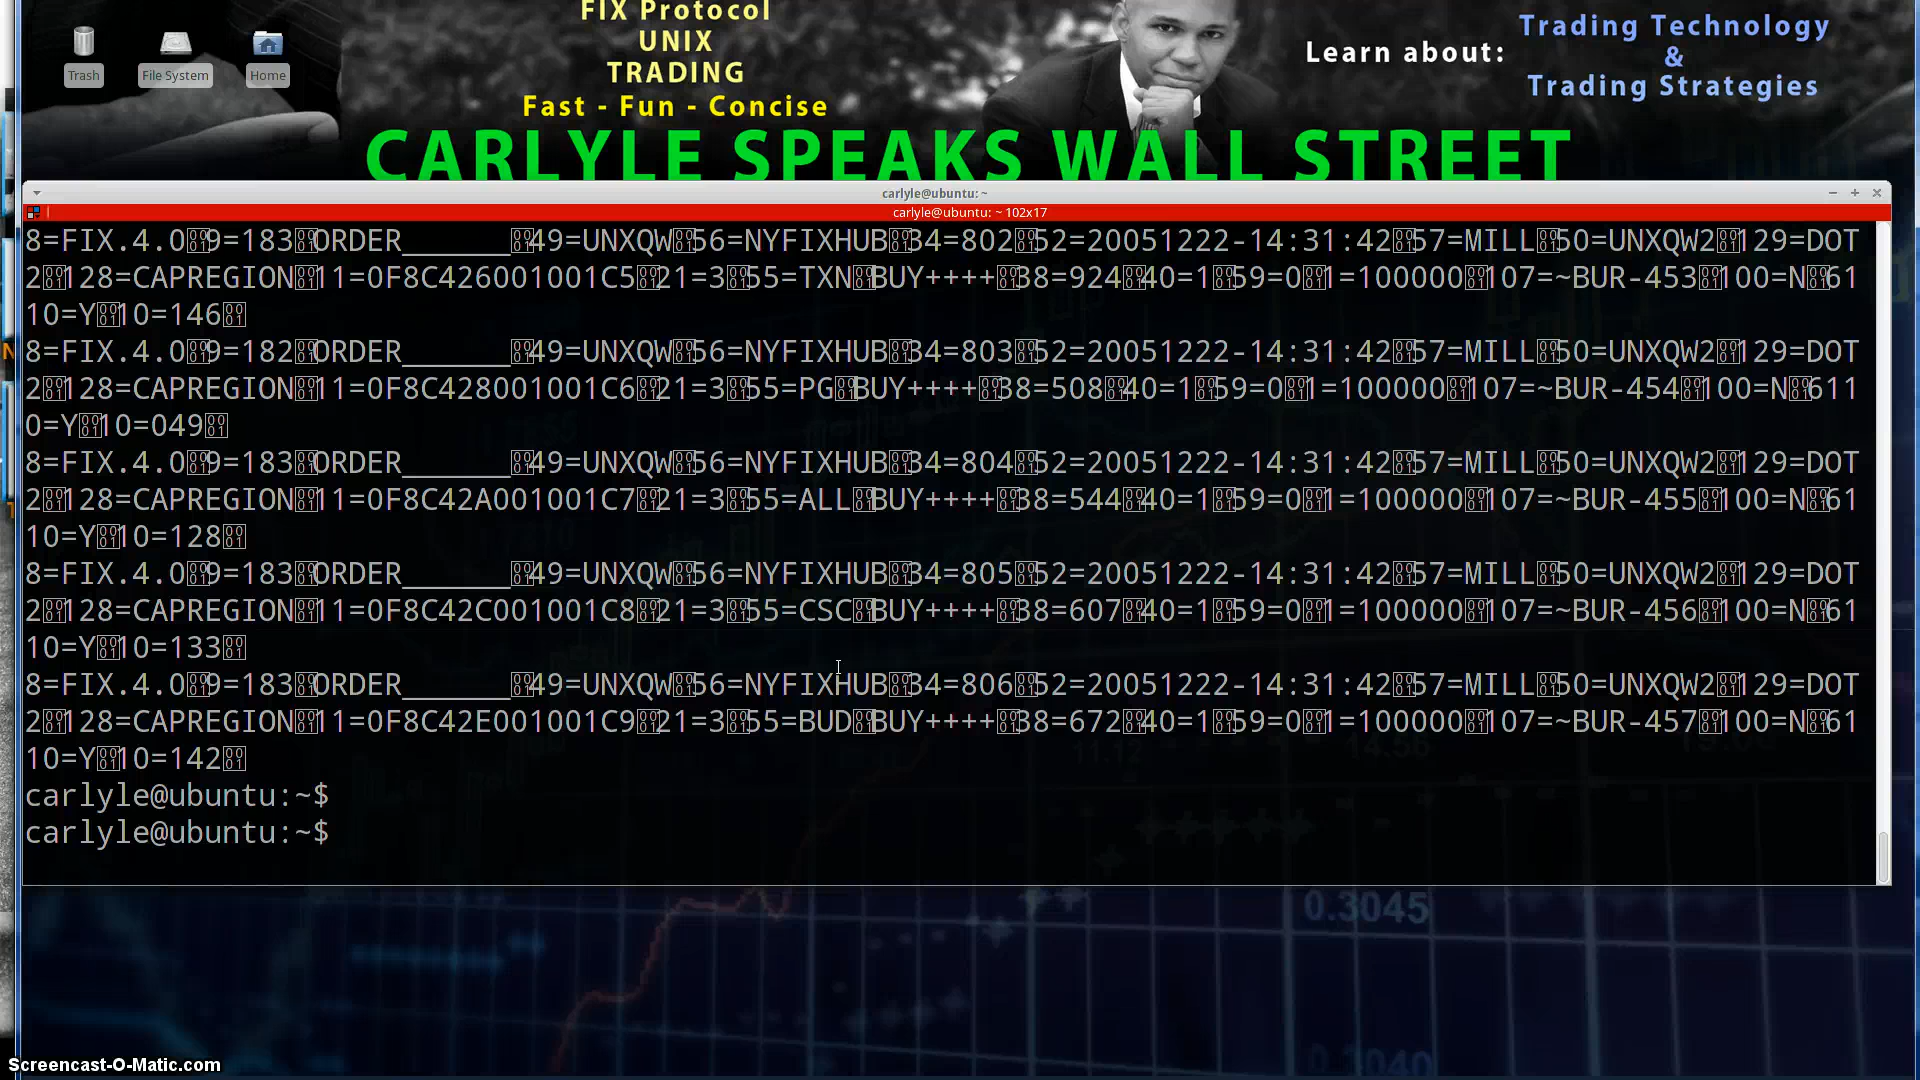 FIX Protocol
UNIX
TRADING
Fast - Fun - Concise
Learn about:
Trading Technology
&
Trading Strategies
CARLYLE SPEAKS WALL STREET
Trash
File System
Home
carlyle@ubuntu: ~
carlyle@ubuntu: ~ 102x17
8=FIX.4.0␁9=183␁ORDER______␁49=UNXQW␁56=NYFIXHUB␁34=802␁52=20051222-14:31:42␁57=MILL␁50=UNXQW2␁129=DOT
2␁128=CAPREGION␁11=0F8C426001001C5␁21=3␁55=TXN␁BUY++++␁38=924␁40=1␁59=0␁1=100000␁107=~BUR-453␁100=N␁61
10=Y␁10=146␁
8=FIX.4.0␁9=182␁ORDER______␁49=UNXQW␁56=NYFIXHUB␁34=803␁52=20051222-14:31:42␁57=MILL␁50=UNXQW2␁129=DOT
2␁128=CAPREGION␁11=0F8C428001001C6␁21=3␁55=PG␁BUY++++␁38=508␁40=1␁59=0␁1=100000␁107=~BUR-454␁100=N␁611
0=Y␁10=049␁
8=FIX.4.0␁9=183␁ORDER______␁49=UNXQW␁56=NYFIXHUB␁34=804␁52=20051222-14:31:42␁57=MILL␁50=UNXQW2␁129=DOT
2␁128=CAPREGION␁11=0F8C42A001001C7␁21=3␁55=ALL␁BUY++++␁38=544␁40=1␁59=0␁1=100000␁107=~BUR-455␁100=N␁61
10=Y␁10=128␁
8=FIX.4.0␁9=183␁ORDER______␁49=UNXQW␁56=NYFIXHUB␁34=805␁52=20051222-14:31:42␁57=MILL␁50=UNXQW2␁129=DOT
2␁128=CAPREGION␁11=0F8C42C001001C8␁21=3␁55=CSC␁BUY++++␁38=607␁40=1␁59=0␁1=100000␁107=~BUR-456␁100=N␁61
10=Y␁10=133␁
8=FIX.4.0␁9=183␁ORDER______␁49=UNXQW␁56=NYFIXHUB␁34=806␁52=20051222-14:31:42␁57=MILL␁50=UNXQW2␁129=DOT
2␁128=CAPREGION␁11=0F8C42E001001C9␁21=3␁55=BUD␁BUY++++␁38=672␁40=1␁59=0␁1=100000␁107=~BUR-457␁100=N␁61
10=Y␁10=142␁
carlyle@ubuntu:~$
carlyle@ubuntu:~$
0.3045
0.3040
Screencast-O-Matic.com